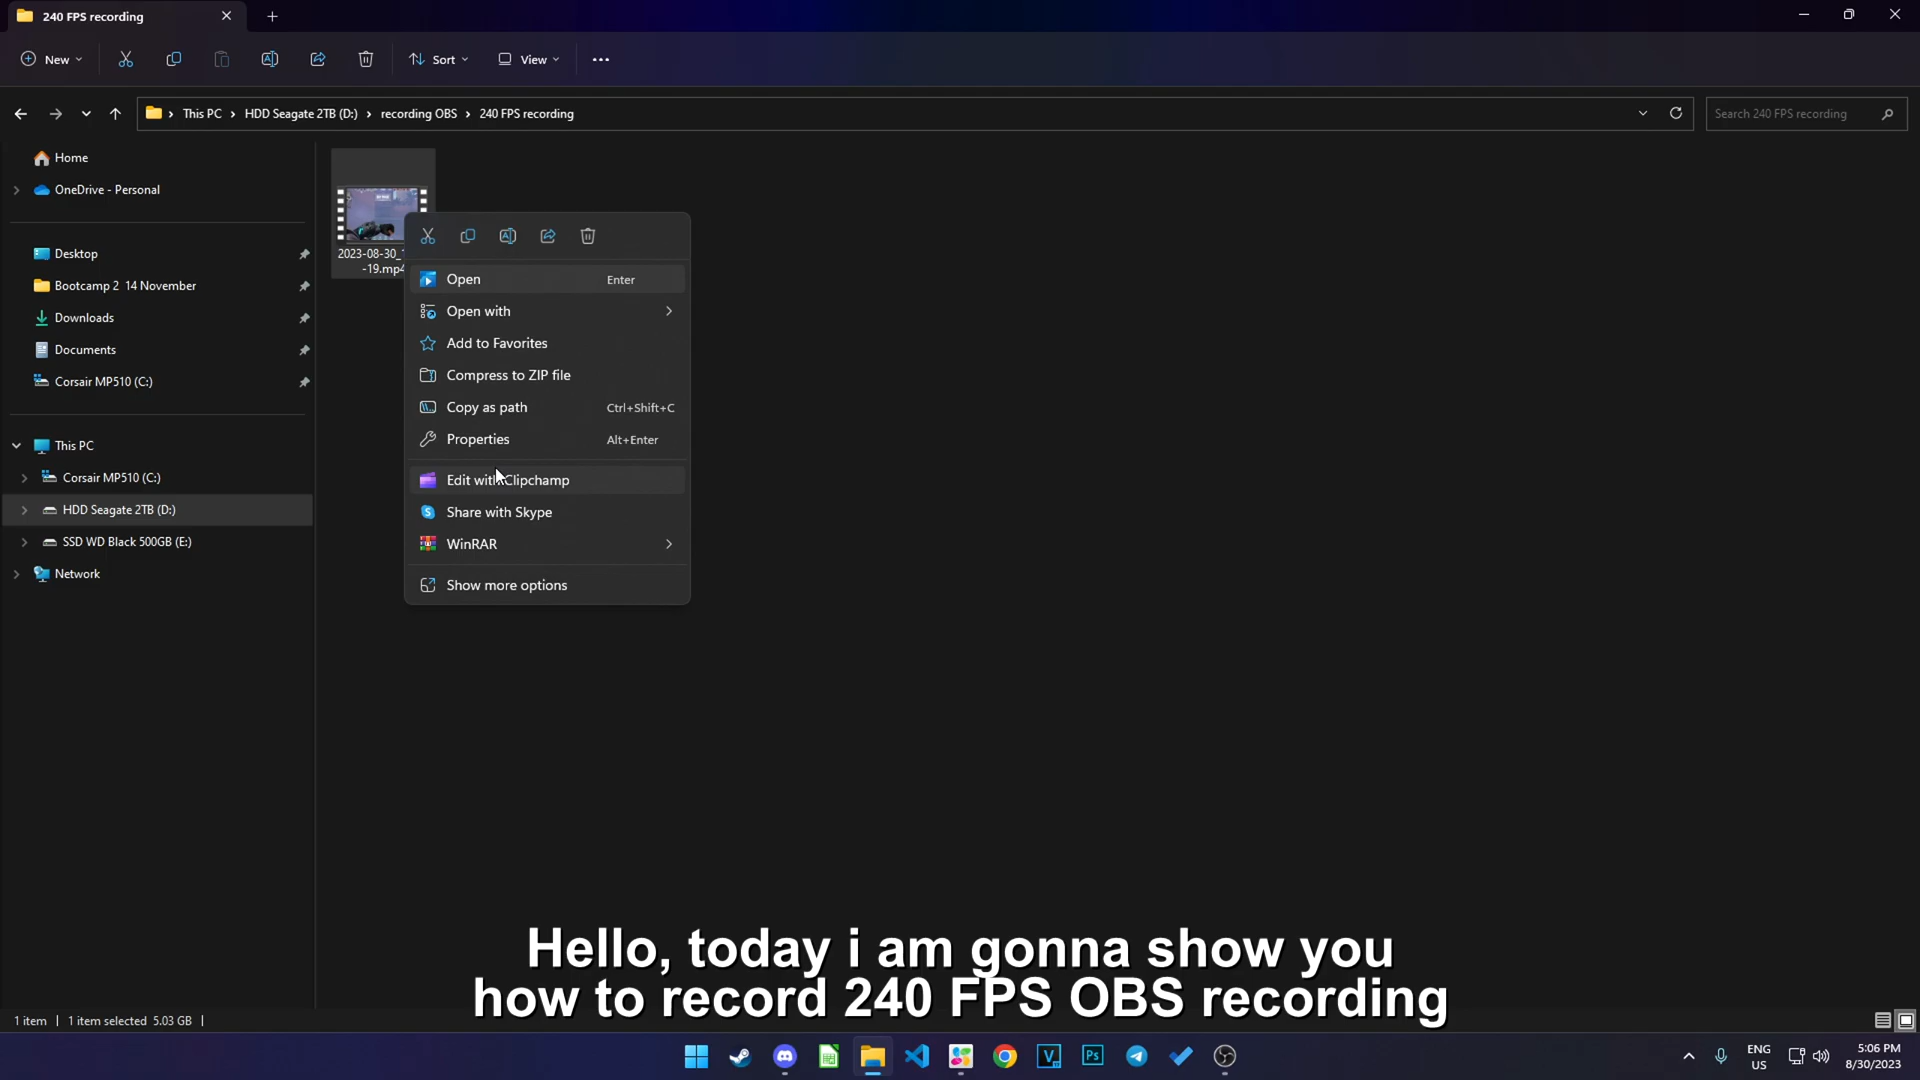 240 FPS recording
New
Sort
View
This PC
HDD Seagate 2TB (D:)
recording OBS
240 FPS recording
Search 240 FPS recording
Home
OneDrive - Personal
Desktop
Bootcamp 2 14 November
Downloads
Documents
Corsair MP510 (C:)
This PC
Corsair MP510 (C:)
HDD Seagate 2TB (D:)
SSD WD Black 500GB (E:)
Network
2023-08-30_
-19.mp4
Open Enter
Open with
Add to Favorites
Compress to ZIP file
Copy as path Ctrl+Shift+C
Properties Alt+Enter
Edit with Clipchamp
Share with Skype
WinRAR
Show more options
Hello, today i am gonna show you
how to record 240 FPS OBS recording
1 item 1 item selected 5.03 GB
Ps
ENG
US
5:06 PM
8/30/2023